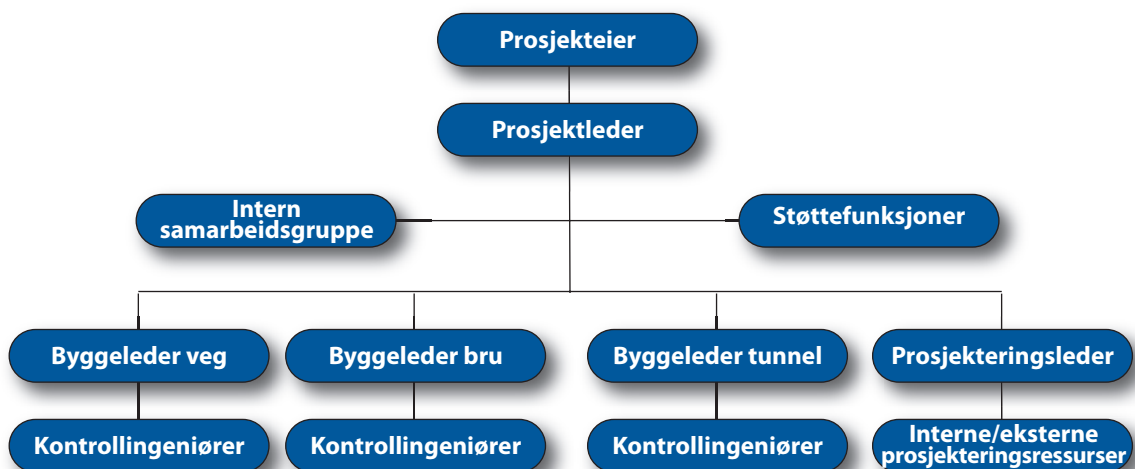 Prosjekteier
Prosjektleder
Intern
samarbeidsgruppe
Støttefunksjoner
Byggeleder veg
Byggeleder bru
Byggeleder tunnel
Prosjekteringsleder
Kontrollingeniører
Kontrollingeniører
Kontrollingeniører
Interne/eksterne
prosjekteringsressurser